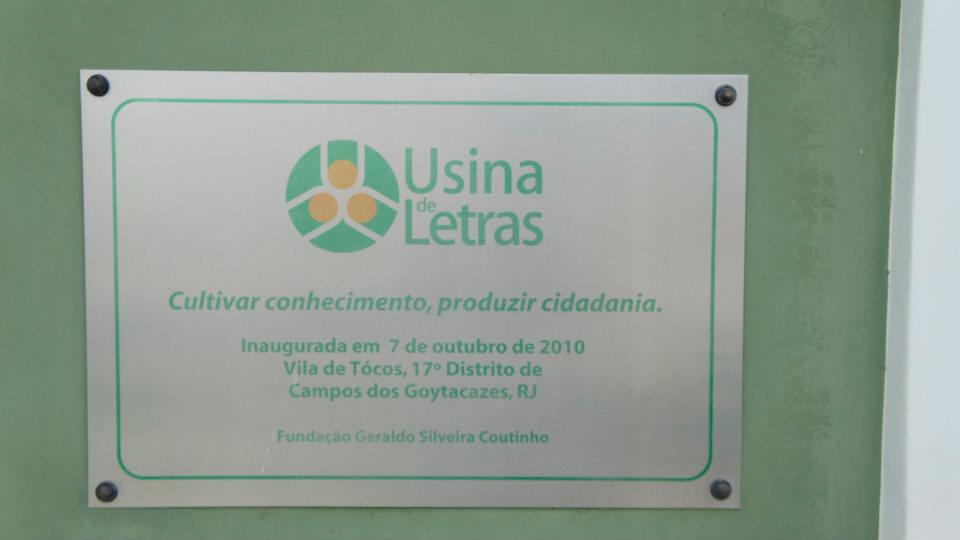 Usina
de
Letras
Cultivar conhecimento, produzir cidadania.
Inaugurada em 7 de outubro de 2010
Vila de Tócos, 17º Distrito de
Campos dos Goytacazes, RJ
Fundação Geraldo Silveira Coutinho